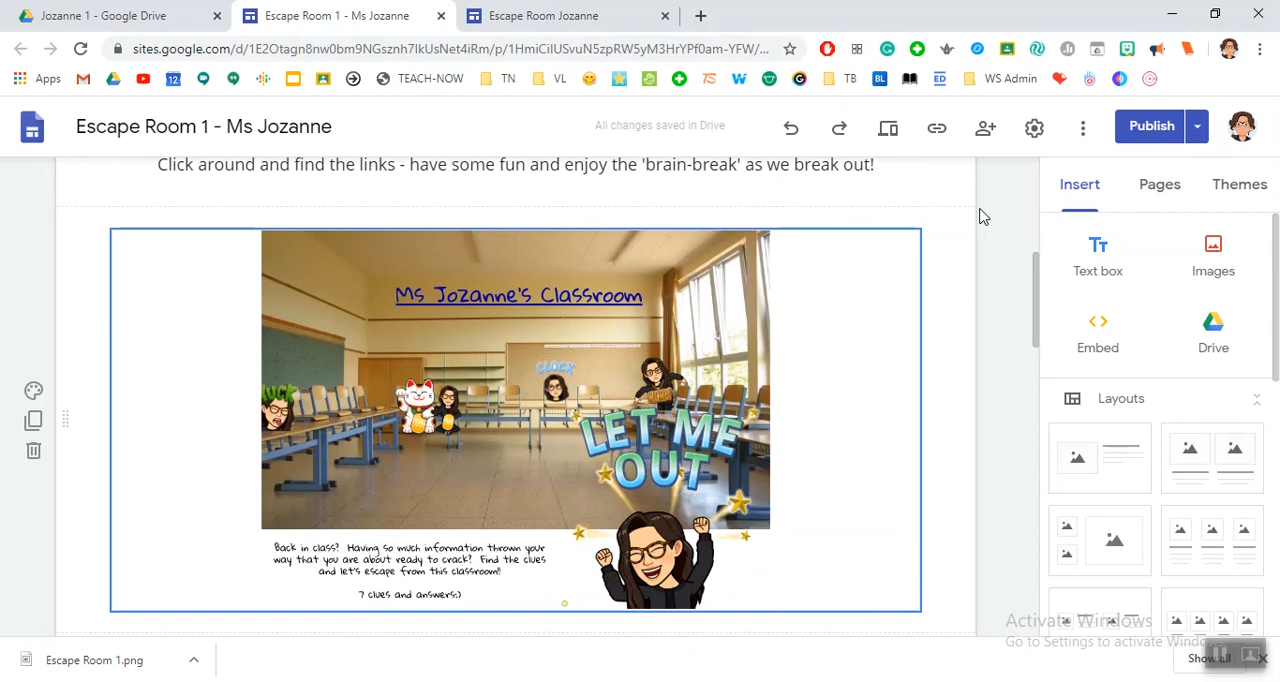 Jozanne 1 - Google Drive
Escape Room 1 - Ms Jozanne
Escape Room Jozanne
sites.google.com/d/1E2Otagn8nw0bm9NGsznh7lkUsNet4iRm/p/1HmiCiIUSvuN5zpRW5yM3HrYPf0am-YFW/...
Apps
12
TEACH-NOW
TN
VL
TS
W
TB
BL
ED
WS Admin
Escape Room 1 - Ms Jozanne
All changes saved in Drive
Publish
Click around and find the links - have some fun and enjoy the 'brain-break' as we break out!
Insert
Pages
Themes
Tт
Text box
Images
Embed
Drive
Layouts
Ms Jozanne's Classroom
CLOCK
LET ME
OUT
Back in class? Having so much information thrown your
way that you are about ready to crack? Find the clues
and let's escape from this classroom!!
7 clues and answers:)
Activate Windows
Go to Settings to activate Windows
Escape Room 1.png
Show all